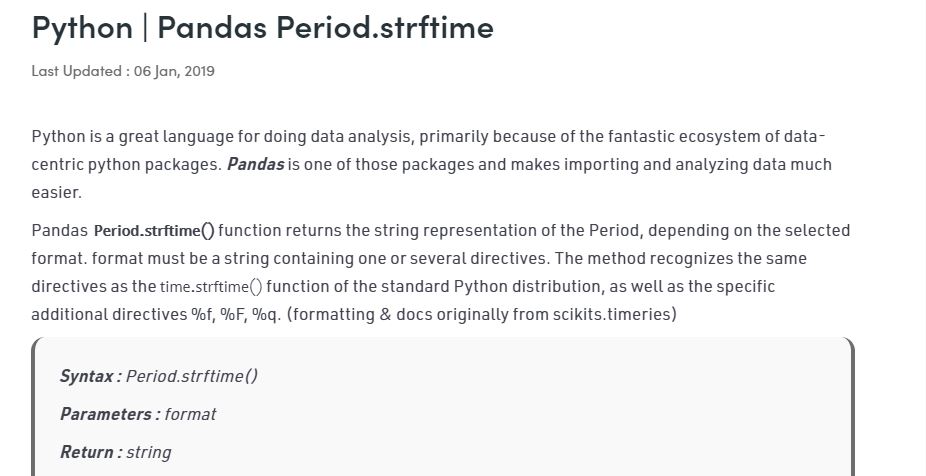 Python | Pandas Period.strftime
Last Updated : 06 Jan, 2019
Python is a great language for doing data analysis, primarily because of the fantastic ecosystem of data-
centric python packages. Pandas is one of those packages and makes importing and analyzing data much
easier.
Pandas Period.strftime() function returns the string representation of the Period, depending on the selected
format. format must be a string containing one or several directives. The method recognizes the same
directives as the time.strftime() function of the standard Python distribution, as well as the specific
additional directives %f, %F, %q. (formatting & docs originally from scikits.timeries)
Syntax : Period.strftime()
Parameters : format
Return : string